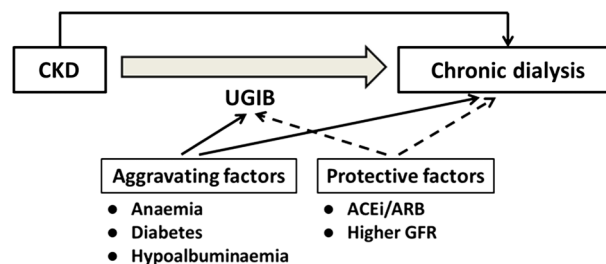 CKD
Chronic dialysis
UGIB
Aggravating factors
Protective factors
● Anaemia
● Diabetes
● Hypoalbuminaemia
● ACEi/ARB
● Higher GFR